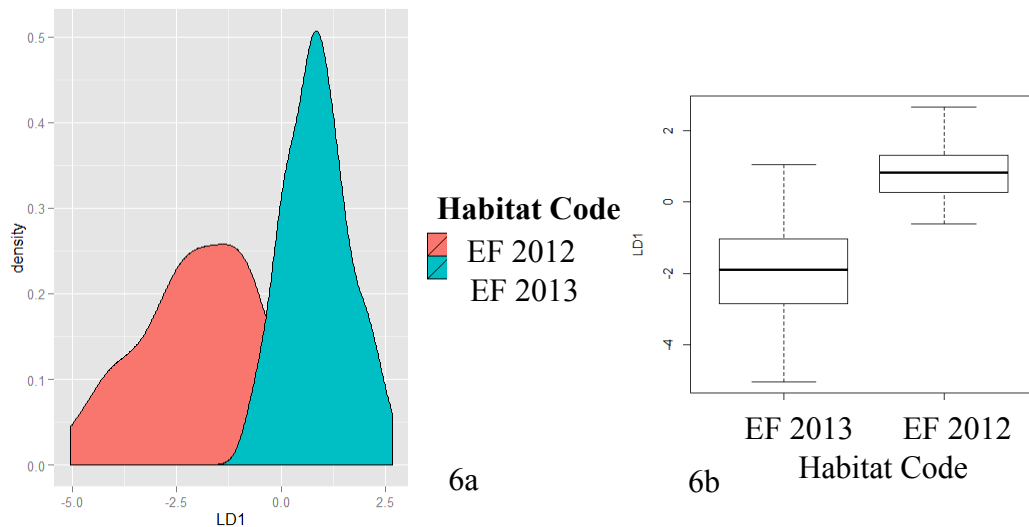 0.5
0.4
0.3
0.2
0.1
0.0
density
-5.0 -2.5 0.0 2.5
LD1
6a
Habitat Code
EF 2012
EF 2013
2
0
-2
-4
LD1
EF 2013 EF 2012
Habitat Code
6b